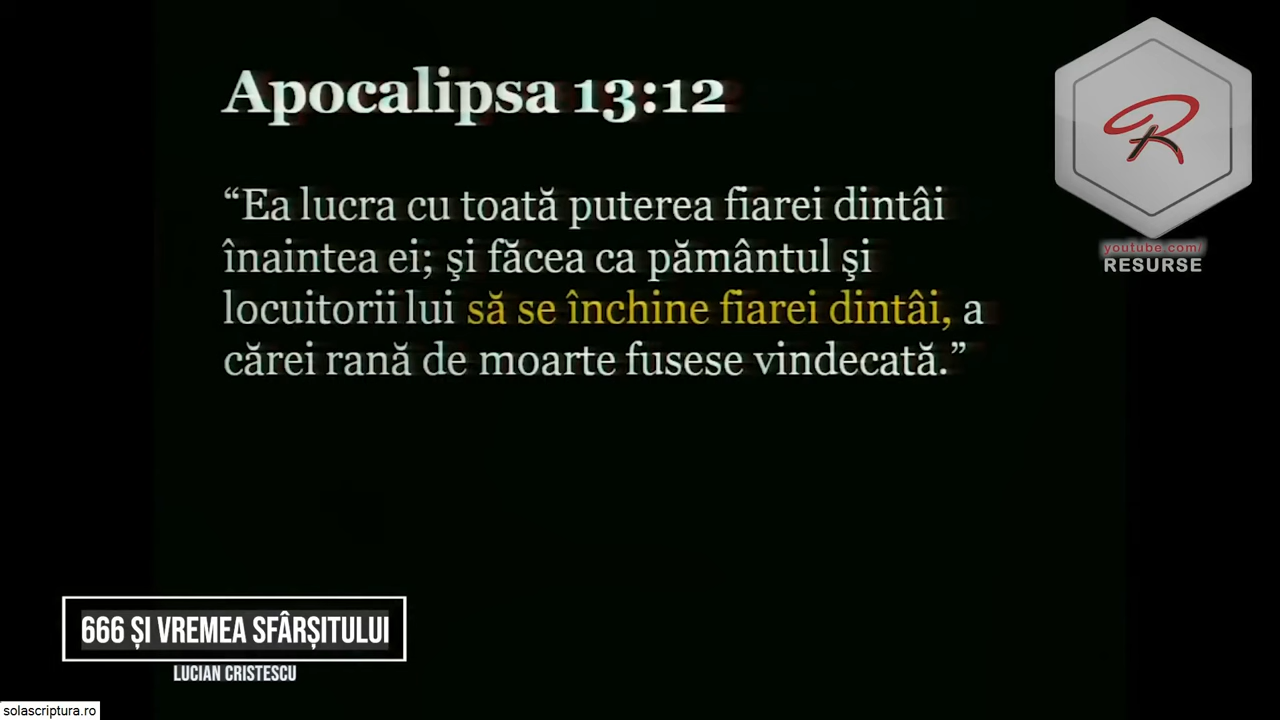 Apocalipsa 13:12
“Ea lucra cu toată puterea fiarei dintâi
înaintea ei; şi făcea ca pământul şi
locuitorii lui să se închine fiarei dintâi, a
cărei rană de moarte fusese vindecată.”
R
youtube.com/
RESURSE
666 ȘI VREMEA SFÂRȘITULUI
LUCIAN CRISTESCU
solascriptura.ro